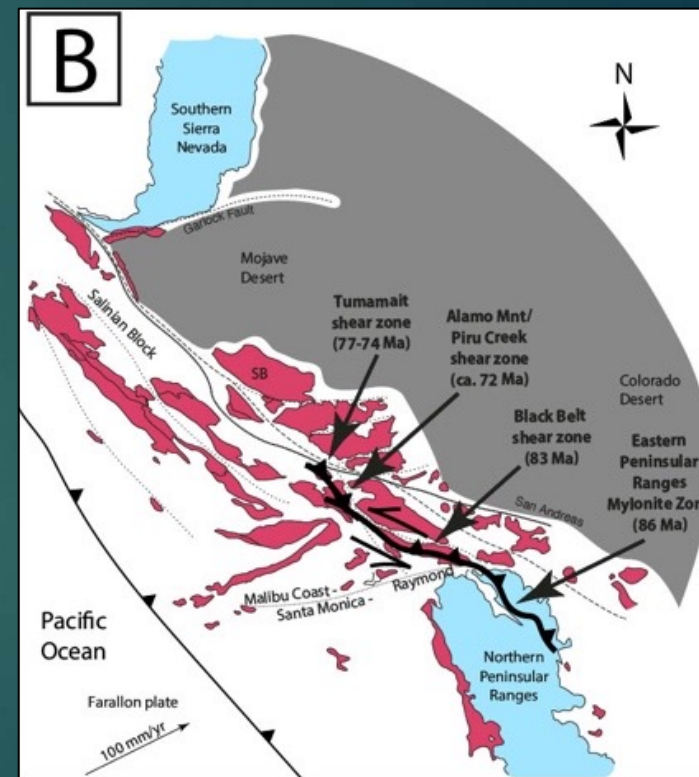 B
Southern
Sierra
Nevada
N
Garlock Fault
Mojave
Desert
Salinian Block
Tumamait
shear zone
(77-74 Ma)
Alamo Mnt/
Piru Creek
shear zone
(ca. 72 Ma)
SB
Colorado
Desert
Black Belt
shear zone
(83 Ma)
Eastern
Peninsular
Ranges
Mylonite Zon
(86 Ma)
San Andreas
Malibu Coast -
Santa Monica -
Raymond
Pacific
Ocean
Northern
Peninsular
Ranges
Farallon plate
100 mm/yr